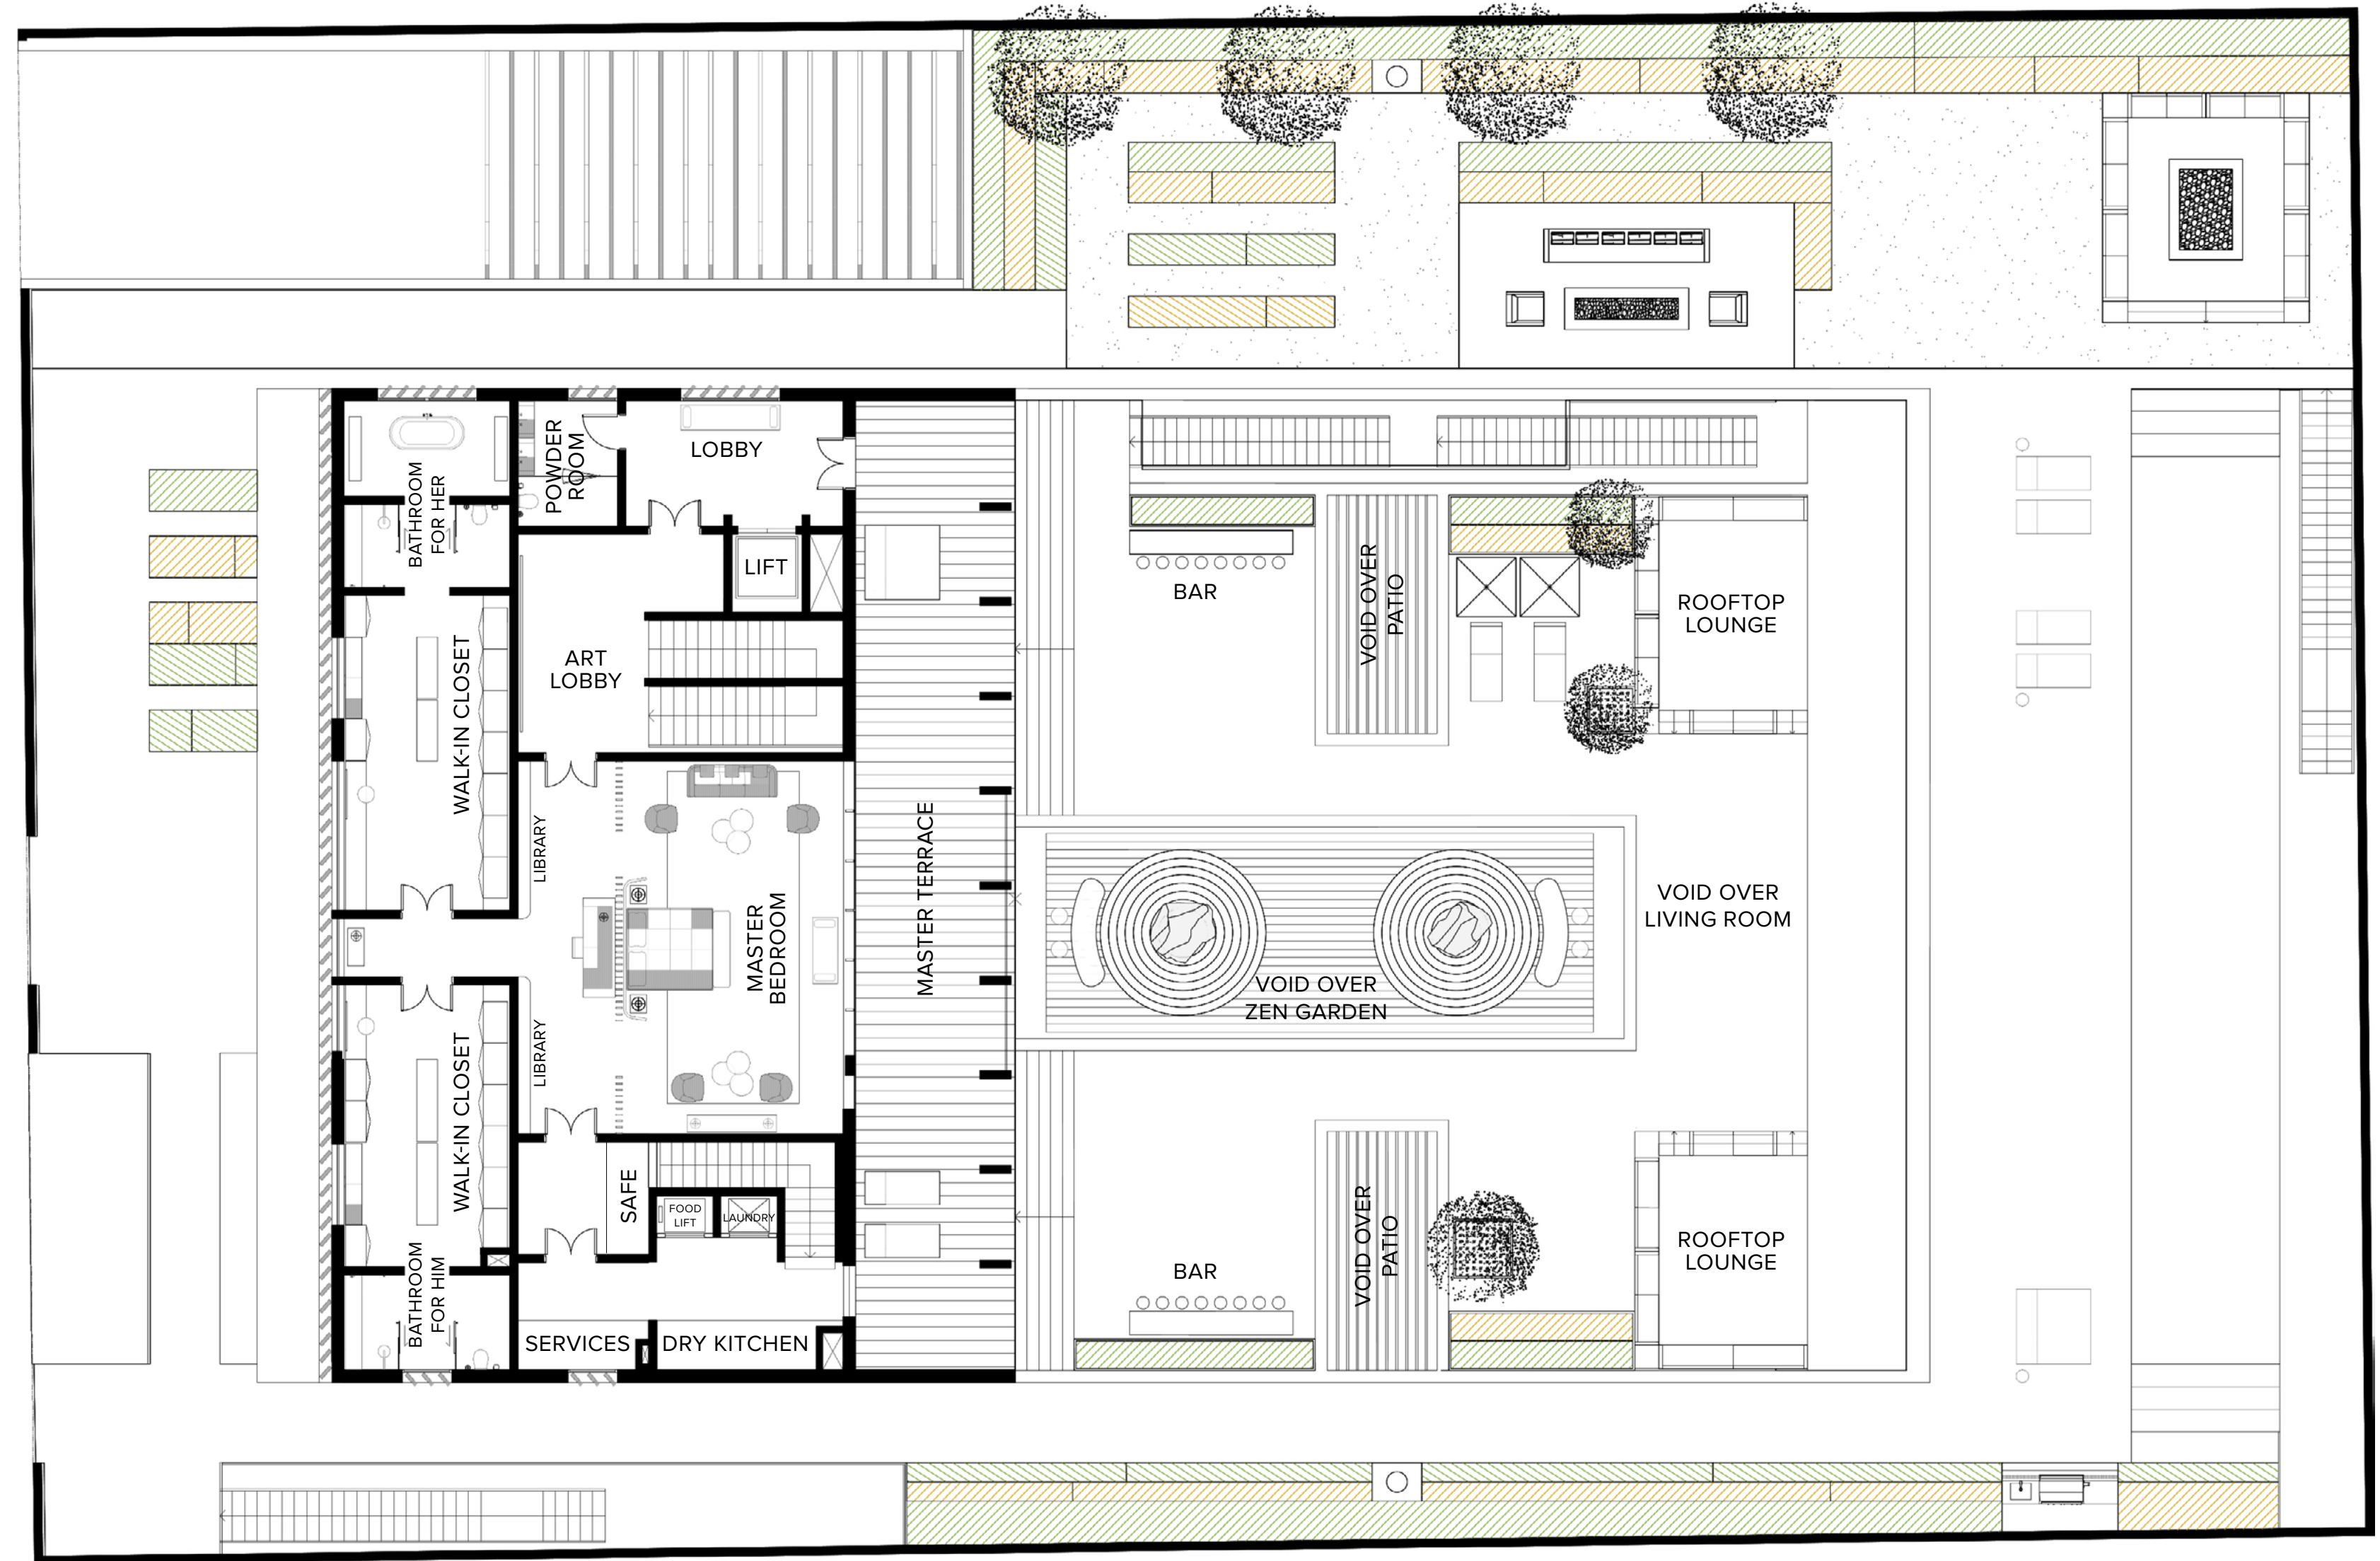 POWDER
ROOM
LOBBY
BATHROOM
FOR HER
LIFT
BAR
VOID OVER
PATIO
ROOFTOP
LOUNGE
ART
LOBBY
WALK-IN CLOSET
LIBRARY
MASTER
BEDROOM
MASTER TERRACE
VOID OVER
LIVING ROOM
VOID OVER
ZEN GARDEN
LIBRARY
WALK-IN CLOSET
SAFE
FOOD
LIFT
LAUNDRY
BATHROOM
FOR HIM
SERVICES
DRY KITCHEN
BAR
VOID OVER
PATIO
ROOFTOP
LOUNGE